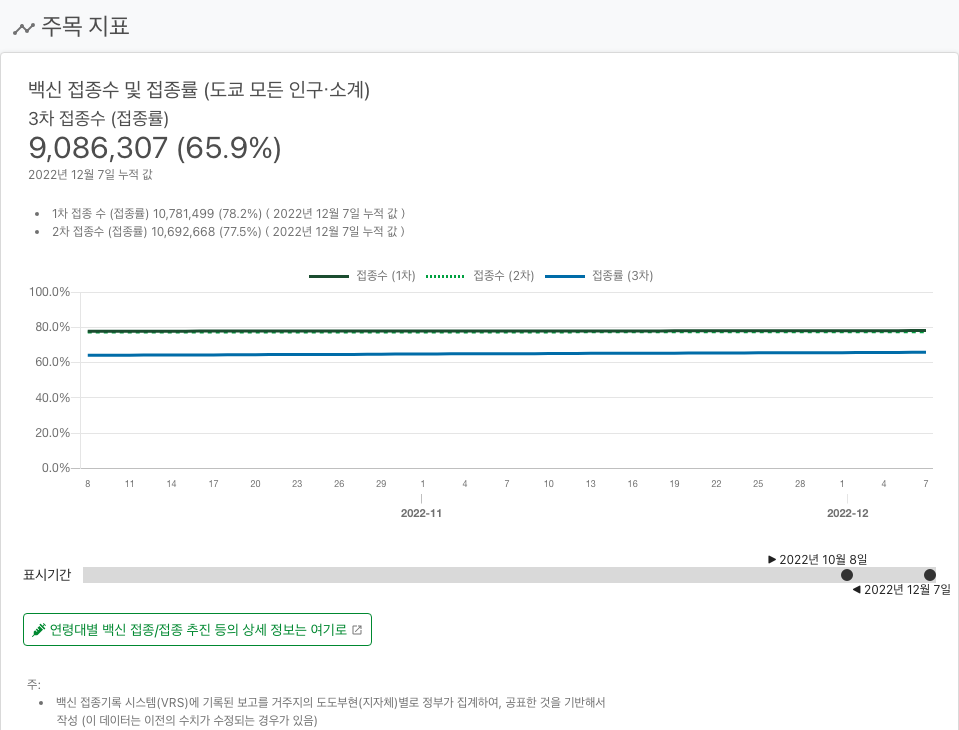 주목 지표
백신 접종수 및 접종률 (도쿄 모든 인구·소계)
3차 접종수 (접종률)
9,086,307 (65.9%)
2022년 12월 7일 누적 값
• 1차 접종 수 (접종률) 10,781,499 (78.2%) ( 2022년 12월 7일 누적 값 )
• 2차 접종수 (접종률) 10,692,668 (77.5%) ( 2022년 12월 7일 누적 값 )
접종수 (1차) 접종수 (2차) 접종률 (3차)
100.0%
80.0%
60.0%
40.0%
20.0%
0.0%
8 11 14 17 20 23 26 29 1 4 7 10 13 16 19 22 25 28 1 4 7
2022-11 2022-12
▶ 2022년 10월 8일
표시기간
◀ 2022년 12월 7일
연령대별 백신 접종/접종 추진 등의 상세 정보는 여기로
주:
• 백신 접종기록 시스템(VRS)에 기록된 보고를 거주지의 도도부현(지자체)별로 정부가 집계하여, 공표한 것을 기반해서
작성 (이 데이터는 이전의 수치가 수정되는 경우가 있음)